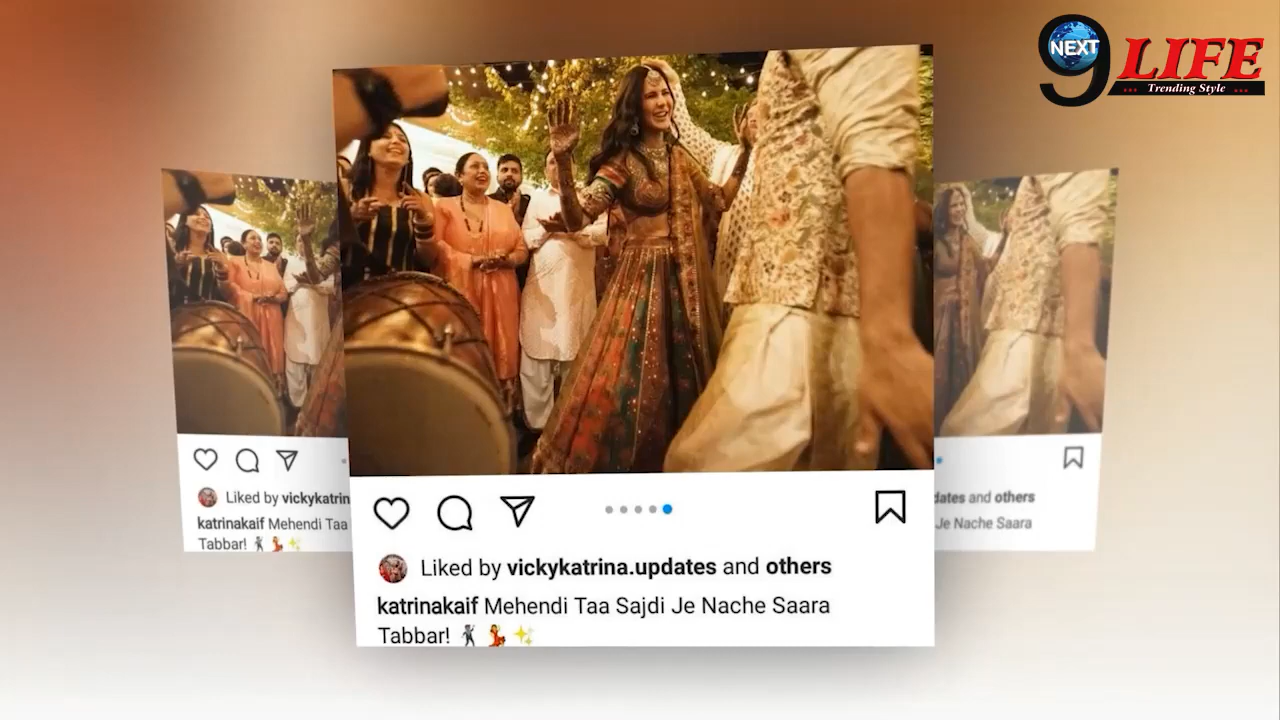 NEXT
9 LIFE
Trending Style
Liked by vickykatrin
katrinakaif Mehendi Taa
Tabbar! 🕺💃✨
Liked by vickykatrina.updates and others
katrinakaif Mehendi Taa Sajdi Je Nache Saara
Tabbar! 🕺💃✨
dates and others
Je Nache Saara